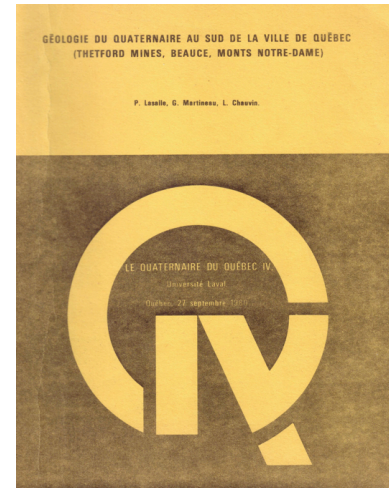 GÉOLOGIE DU QUATERNAIRE AU SUD DE LA VILLE DE QUÉBEC
(THETFORD MINES, BEAUCE, MONTS NOTRE-DAME)
P. Lasalle, G. Martineau, L. Chauvin.
LE QUATERNAIRE DU QUÉBEC IV,
Université Laval
Québec, 22 septembre
QIV